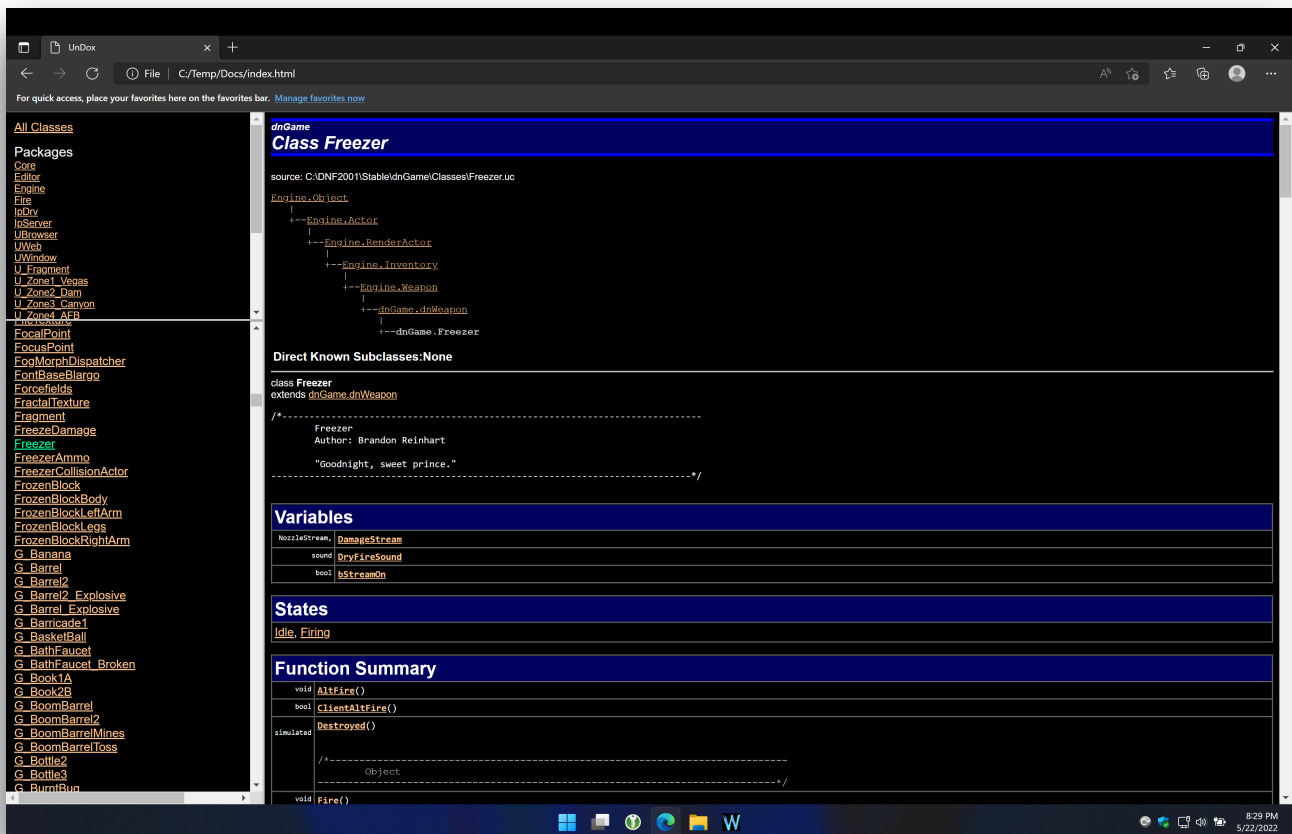 UnDox
File
C:/Temp/Docs/index.html
For quick access, place your favorites here on the favorites bar. Manage favorites now
All Classes
Packages
Core
Editor
Engine
Fire
IpDrv
IpServer
UBrowser
UWeb
UWindow
U_Fragment
U_Zone1_Vegas
U_Zone2_Dam
U_Zone3_Canyon
U_Zone4_AFB
FileTexture
FocalPoint
FocusPoint
FogMorphDispatcher
FontBaseBlargo
Forcefields
FractalTexture
Fragment
FreezeDamage
Freezer
FreezerAmmo
FreezerCollisionActor
FrozenBlock
FrozenBlockBody
FrozenBlockLeftArm
FrozenBlockLegs
FrozenBlockRightArm
G_Banana
G_Barrel
G_Barrel2
G_Barrel2_Explosive
G_Barrel_Explosive
G_Barricade1
G_BasketBall
G_BathFaucet
G_BathFaucet_Broken
G_Book1A
G_Book2B
G_BoomBarrel
G_BoomBarrel2
G_BoomBarrelMines
G_BoomBarrelToss
G_Bottle2
G_Bottle3
G_BurntBug
dnGame
Class Freezer
source: C:\DNF2001\Stable\dnGame\Classes\Freezer.uc
Engine.Object
|
+--Engine.Actor
|
+--Engine.RenderActor
|
+--Engine.Inventory
|
+--Engine.Weapon
|
+--dnGame.dnWeapon
|
+--dnGame.Freezer
Direct Known Subclasses:None
class Freezer
extends dnGame.dnWeapon
/*-----------------------------------------------------------------------------
Freezer
Author: Brandon Reinhart
"Goodnight, sweet prince."
-----------------------------------------------------------------------------*/
Variables
NozzleStream, DamageStream
sound DryFireSound
bool bStreamOn
States
Idle, Firing
Function Summary
void AltFire()
bool ClientAltFire()
simulated Destroyed()
/*-----------------------------------------------------------------------------
Object
-----------------------------------------------------------------------------*/
void Fire()
8:29 PM
5/22/2022